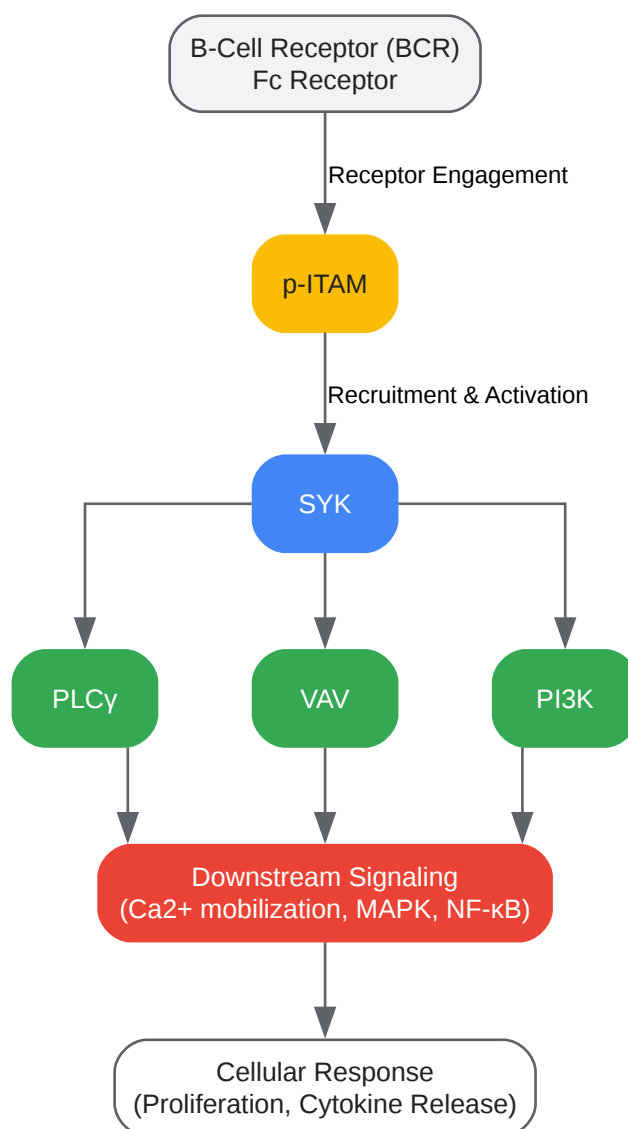 B-Cell Receptor (BCR)
Fc Receptor
Receptor Engagement
p-ITAM
Recruitment & Activation
SYK
PLCγ
VAV
PI3K
Downstream Signaling
(Ca2+ mobilization, MAPK, NF-κB)
Cellular Response
(Proliferation, Cytokine Release)